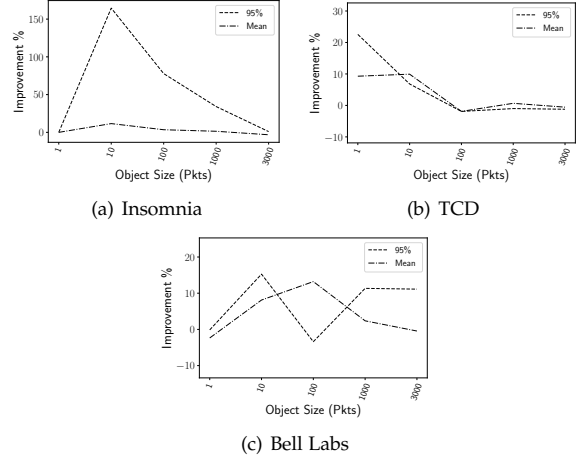 Improvement %
150
100
50
0
95%
Mean
1
10
100
1000
3000
Object Size (Pkts)
(a) Insomnia
Improvement %
30
20
10
0
−10
95%
Mean
1
10
100
1000
3000
Object Size (Pkts)
(b) TCD
Improvement %
20
10
0
−10
95%
Mean
1
10
100
1000
3000
Object Size (Pkts)
(c) Bell Labs